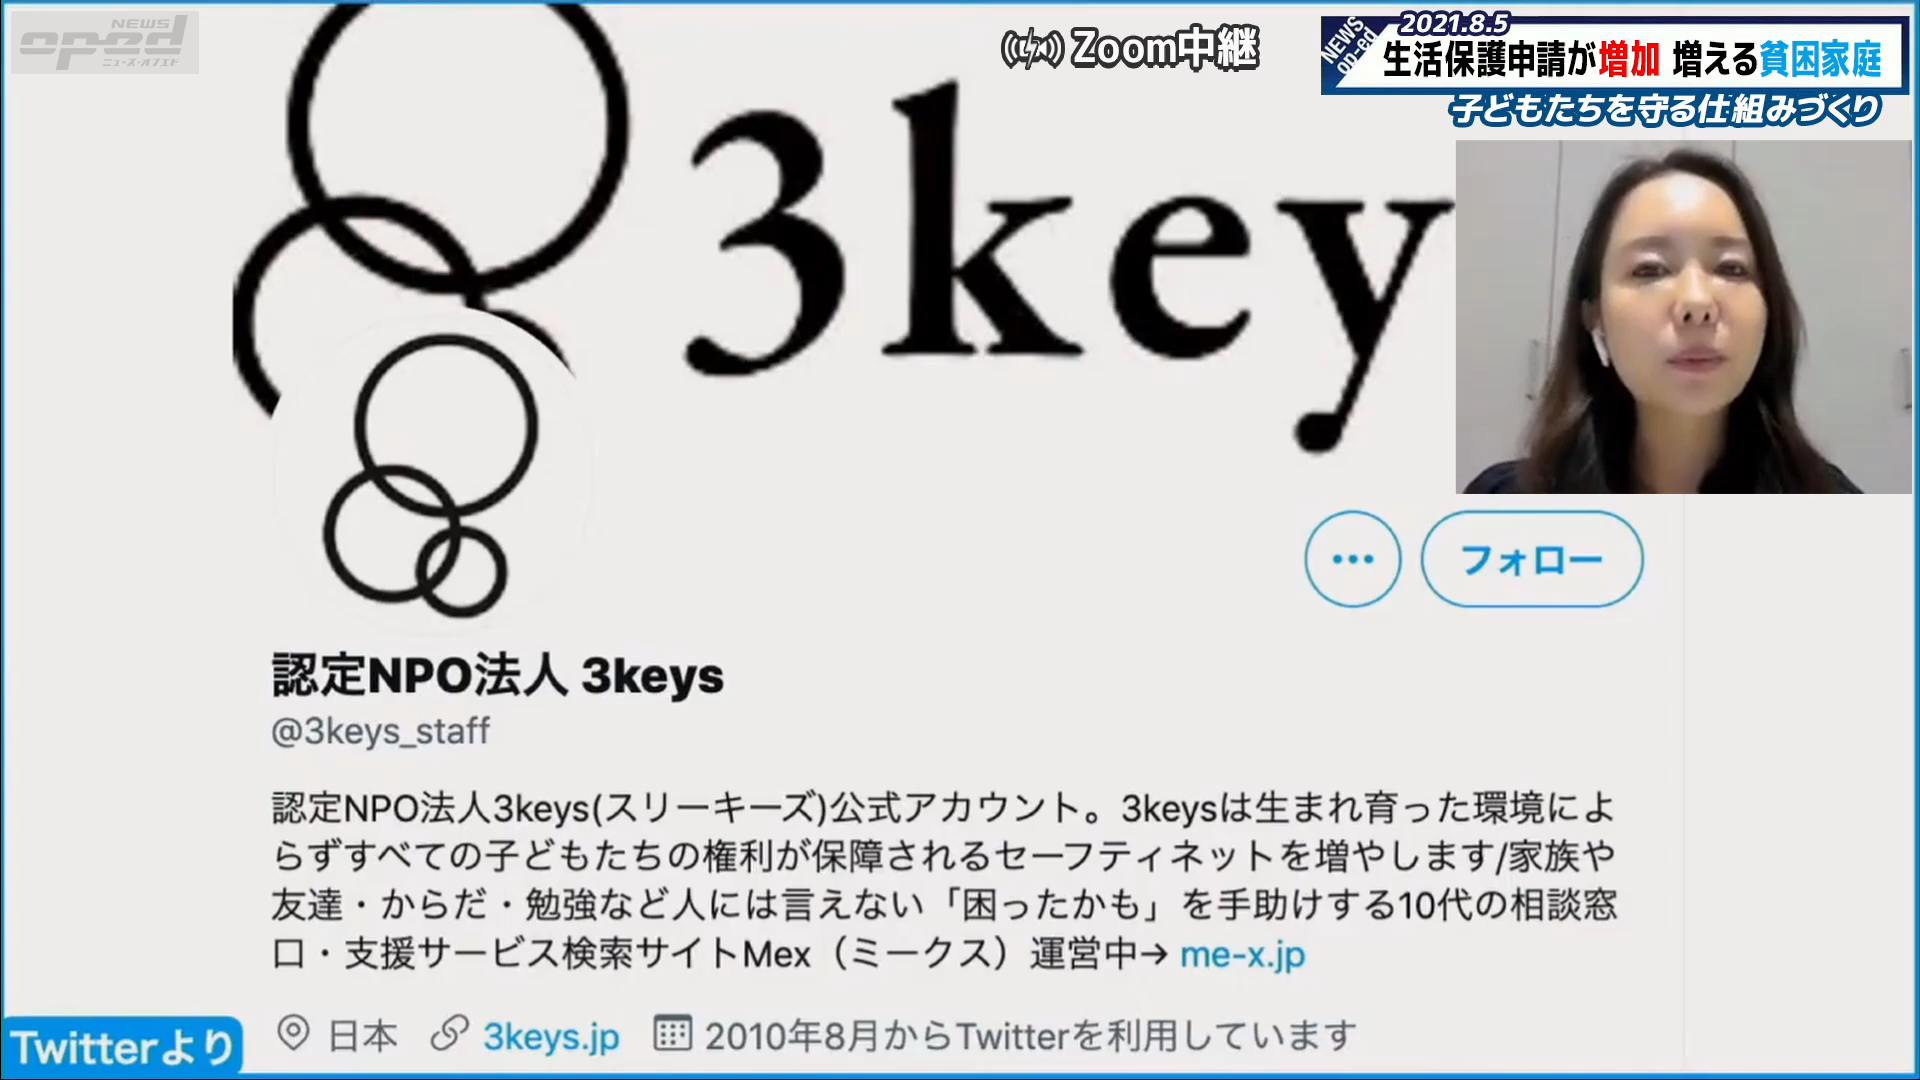 NEWS
oped
ニュース・オプエド
Zoom中継
NEWS
op-ed
2021.8.5
生活保護申請が増加 増える貧困家庭
子どもたちを守る仕組みづくり
3key
フォロー
認定NPO法人 3keys
@3keys_staff
認定NPO法人3keys(スリーキーズ)公式アカウント。3keysは生まれ育った環境によ
らずすべての子どもたちの権利が保障されるセーフティネットを増やします/家族や
友達・からだ・勉強など人には言えない「困ったかも」を手助けする10代の相談窓
口・支援サービス検索サイトMex（ミークス）運営中→ me-x.jp
日本 3keys.jp 2010年8月からTwitterを利用しています
Twitterより